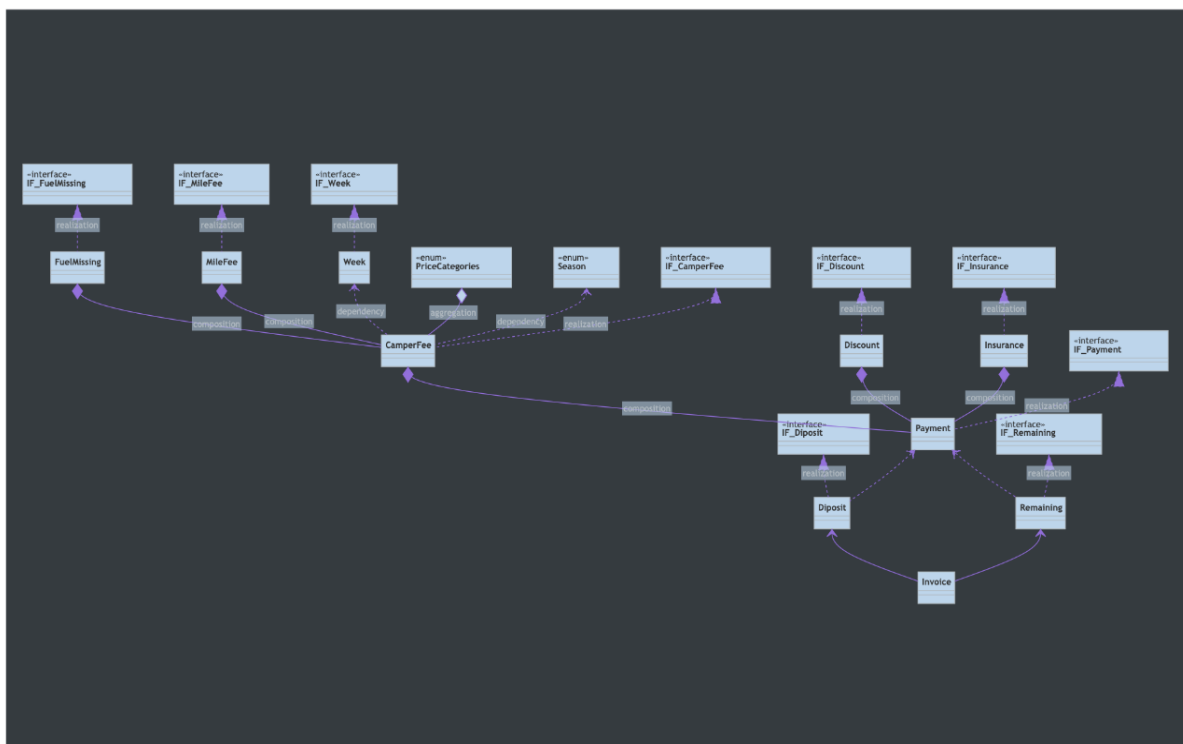 «interface»
IF_FuelMissing
«interface»
IF_MileFee
«interface»
IF_Week
realization
realization
realization
FuelMissing
MileFee
Week
«enum»
PriceCategories
«enum»
Season
«interface»
IF_CamperFee
«interface»
IF_Discount
«interface»
IF_Insurance
composition
composition
dependency
aggregation
dependency
realization
realization
realization
CamperFee
Discount
Insurance
«interface»
IF_Payment
composition
composition
composition
realization
«interface»
IF_Diposit
Payment
«interface»
IF_Remaining
realization
realization
Diposit
Remaining
Invoice